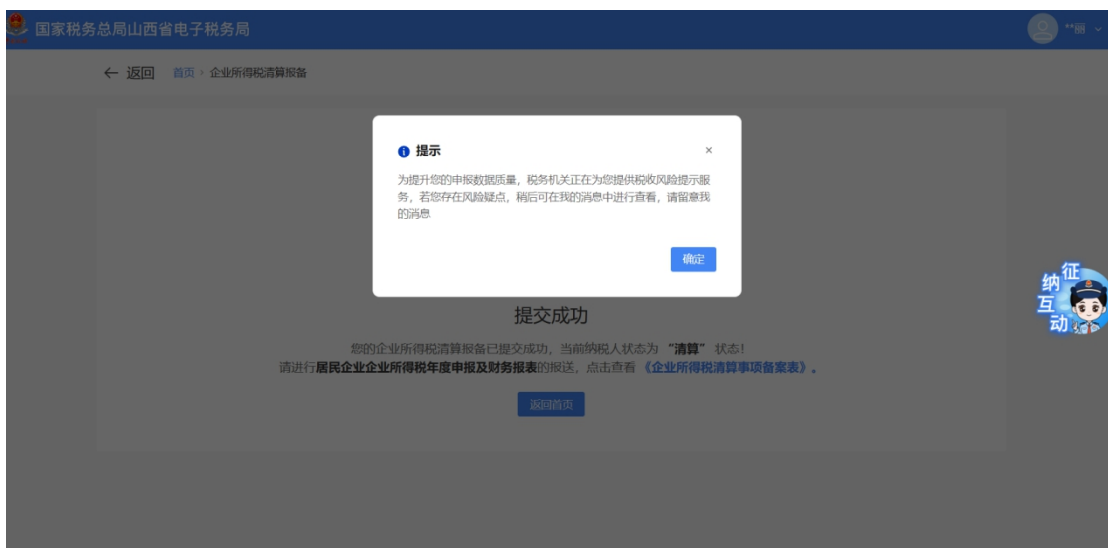 国家税务总局山西省电子税务局
**丽
← 返回 首页 > 企业所得税清算报备
提示 ×
为提升您的申报数据质量，税务机关正在为您提供税收风险提示服
务，若您存在风险疑点，稍后可在我的消息中进行查看，请留意我
的消息
确定
征纳互动
提交成功
您的企业所得税清算报备已提交成功，当前纳税人状态为 “清算” 状态！
请进行居民企业企业所得税年度申报及财务报表的报送，点击查看 《企业所得税清算事项备案表》。
返回首页